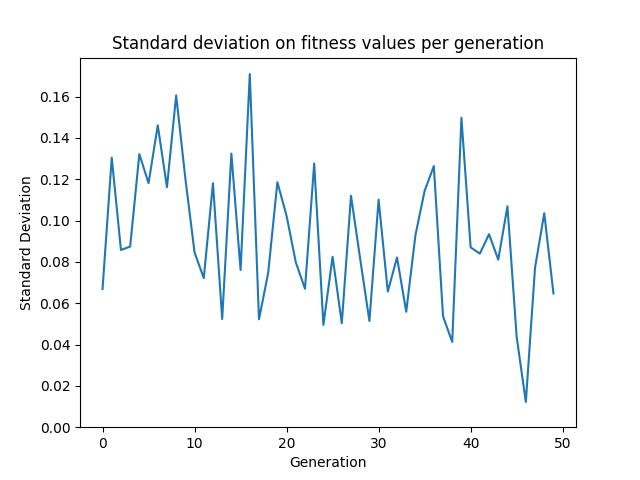 Standard deviation on fitness values per generation
Standard Deviation
0.16
0.14
0.12
0.10
0.08
0.06
0.04
0.02
0.00
0 10 20 30 40 50
Generation